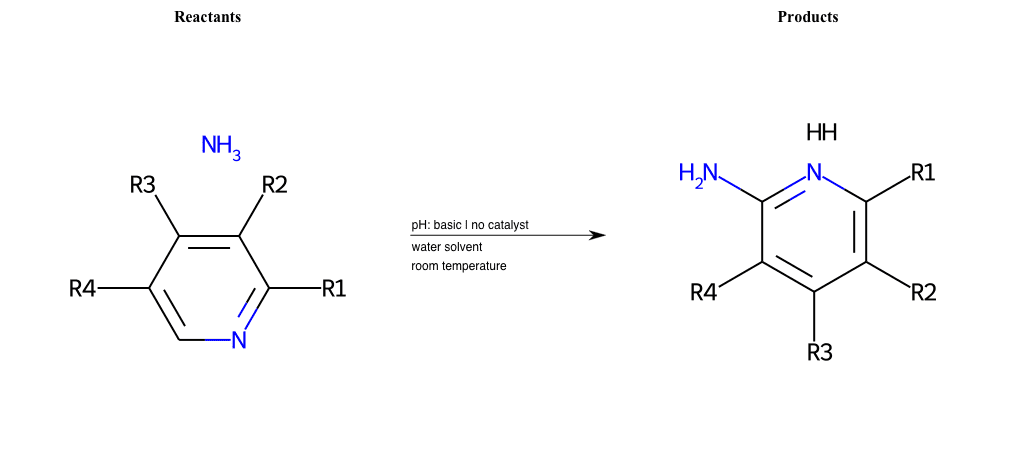 Reactants
Products
HH
NH3
H2N
N
R1
R3
R2
pH: basic | no catalyst
water solvent
room temperature
R4
R1
R4
R2
N
R3